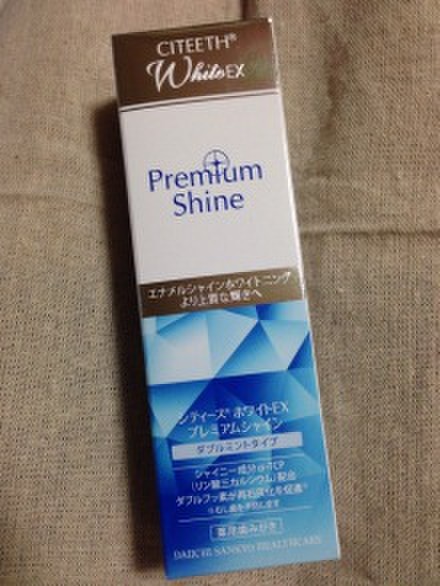 CITEETH®
White EX
Premium
Shine
エナメルシャインホワイトニング
より上質な輝きへ
シティース® ホワイトEX
プレミアムシャイン
ダブルミントタイプ
シャイニー成分α-TCP
（リン酸三カルシウム）配合
ダブルフッ素が再石灰化を促進※
※むし歯を予防します
薬用歯みがき
DAIICHI SANKYO HEALTHCARE